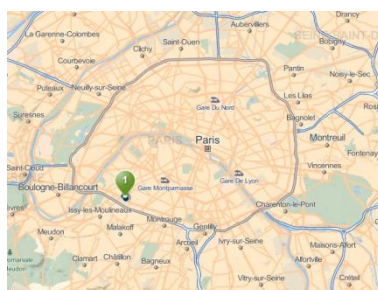 Drancy
Aubervilliers
La Garenne-Colombes
Saint-Ouen
Bobigny
Clichy
Courbevoie
Pantin
Noisy-le-Sec
Puteaux
Neuilly-sur-Seine
Les Lilas
Gare Du Nord
Suresnes
Bagnolet
PARIS
Paris
Montreuil
Fontenay
Saint-Cloud
Vincennes
1
Gare De Lyon
Boulogne-Billancourt
Gare Montparnasse
Charenton-le-Pont
Issy-les-Moulineaux
Montrouge
Meudon
Malakoff
Gentilly
Arcueil
Ivry-sur-Seine
Maisons-Alfort
Clamart
Châtillon
Bagneux
Alfortville
Vitry-sur-Seine
Créteil